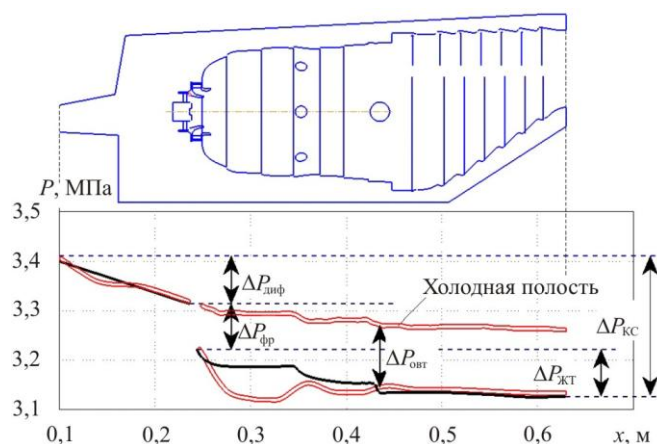 P, МПа
3,5
3,4
ΔPдиф
Холодная полость
3,3
ΔPфр
ΔPовт
ΔPКС
3,2
ΔPЖТ
3,1
0,1 0,2 0,3 0,4 0,5 0,6 x, м